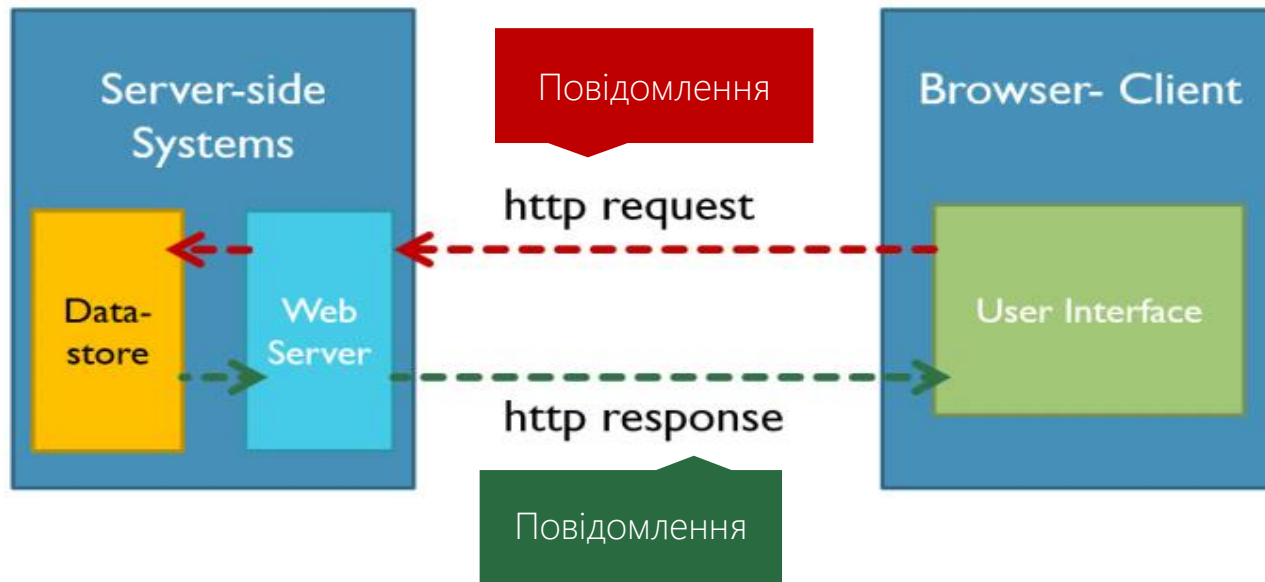 Server-side
Systems
Повідомлення
Browser- Client
http request
Data-
store
Web
Server
User Interface
http response
Повідомлення